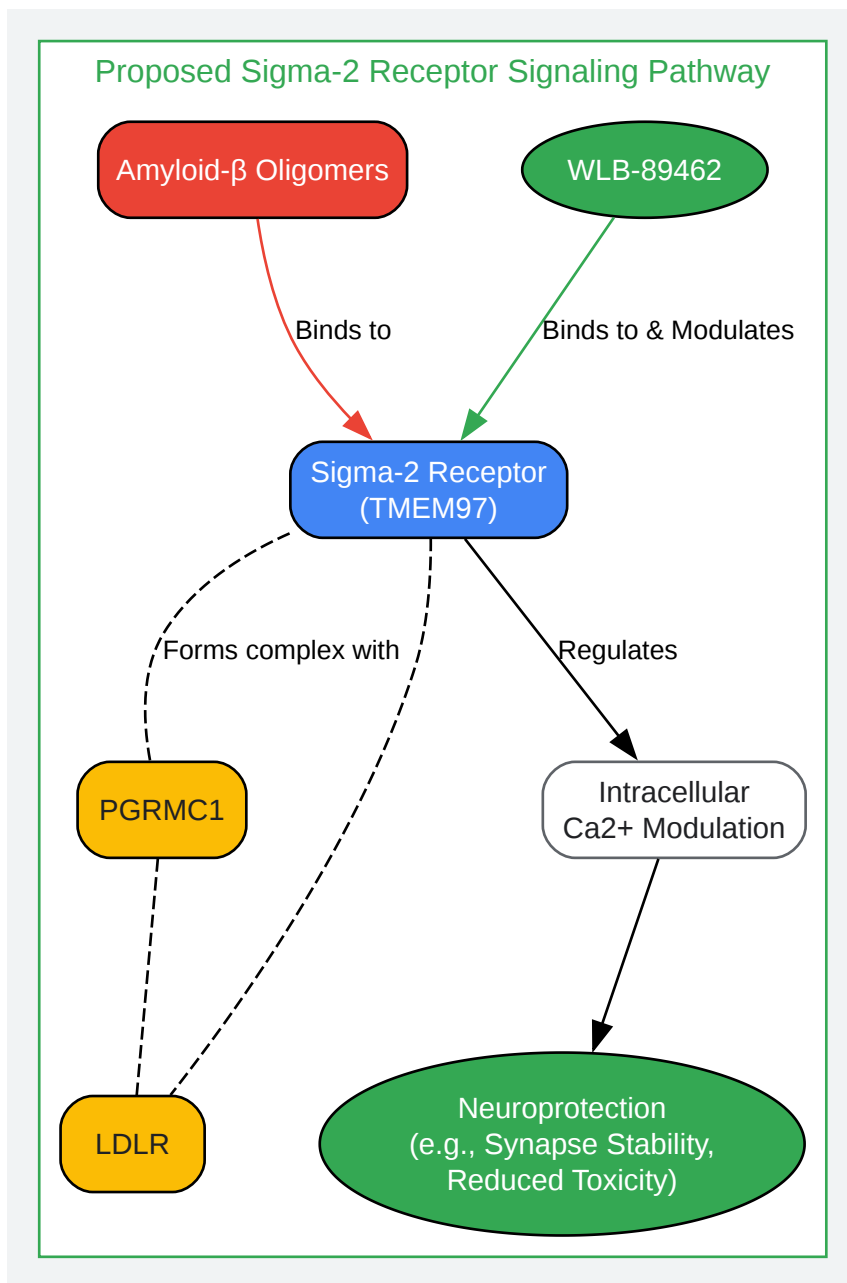 Proposed Sigma-2 Receptor Signaling Pathway
Amyloid-β Oligomers
WLB-89462
Binds to
Binds to & Modulates
Sigma-2 Receptor
(TMEM97)
Forms complex with
Regulates
PGRMC1
Intracellular
Ca2+ Modulation
LDLR
Neuroprotection
(e.g., Synapse Stability,
Reduced Toxicity)